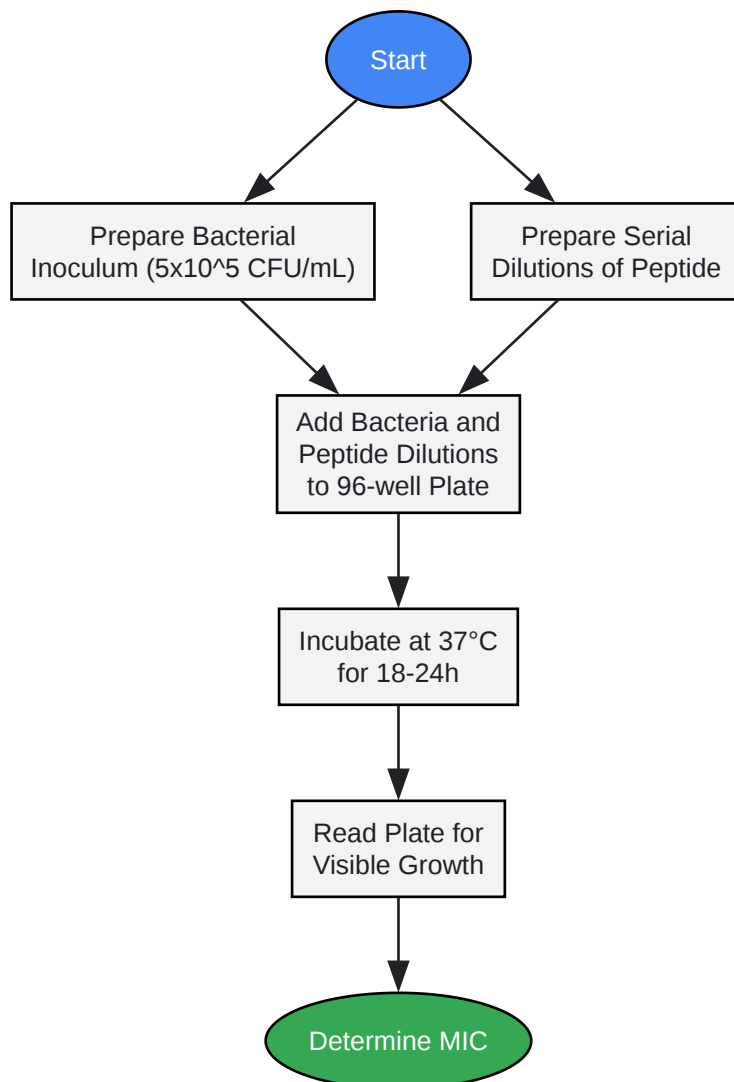 Start
Prepare Bacterial
Inoculum (5x10^5 CFU/mL)
Prepare Serial
Dilutions of Peptide
Add Bacteria and
Peptide Dilutions
to 96-well Plate
Incubate at 37°C
for 18-24h
Read Plate for
Visible Growth
Determine MIC